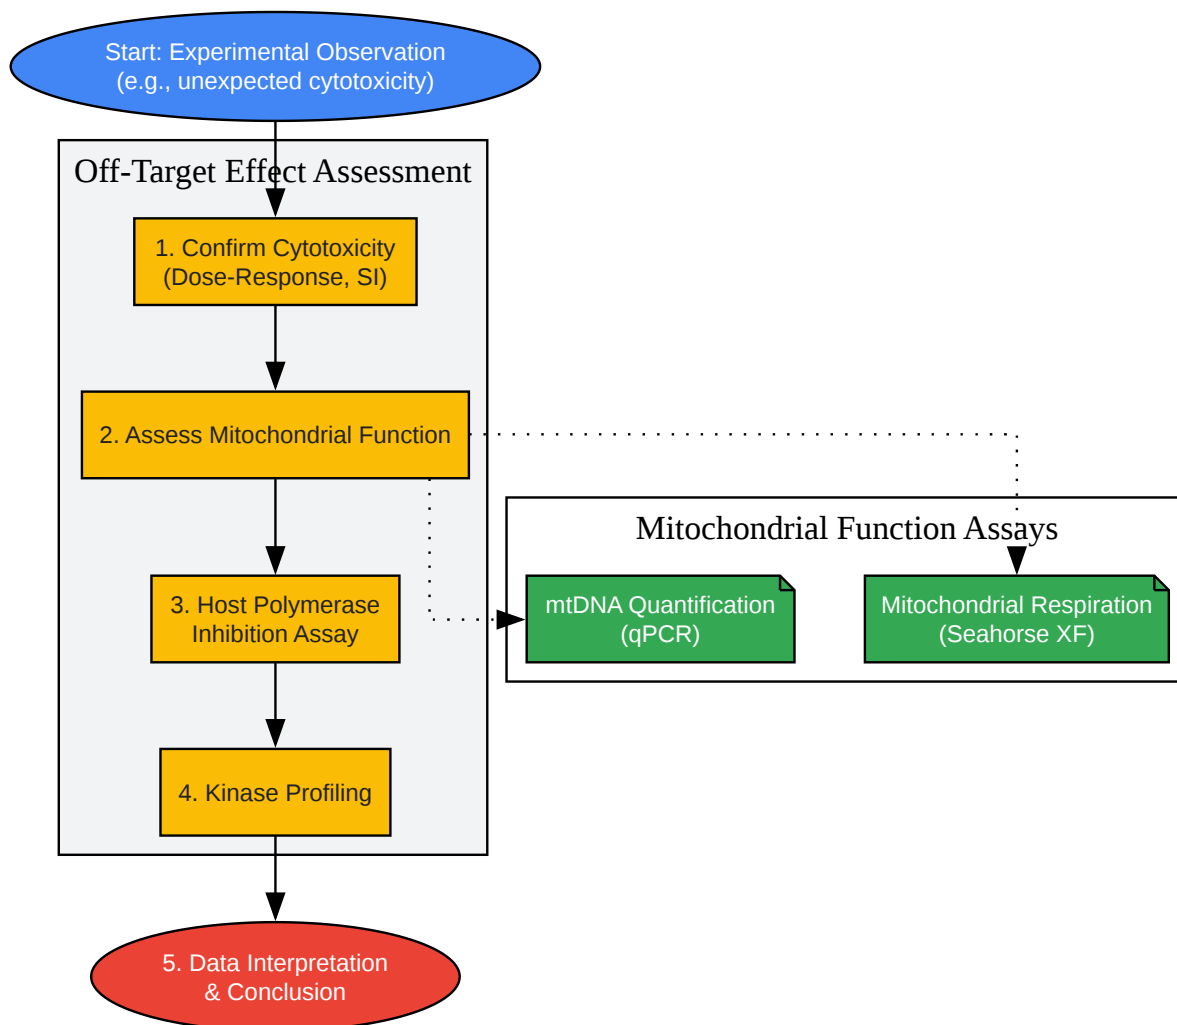 Start: Experimental Observation
(e.g., unexpected cytotoxicity)
Off-Target Effect Assessment
1. Confirm Cytotoxicity
(Dose-Response, SI)
2. Assess Mitochondrial Function
Mitochondrial Function Assays
3. Host Polymerase
Inhibition Assay
mtDNA Quantification
(qPCR)
Mitochondrial Respiration
(Seahorse XF)
4. Kinase Profiling
5. Data Interpretation
& Conclusion